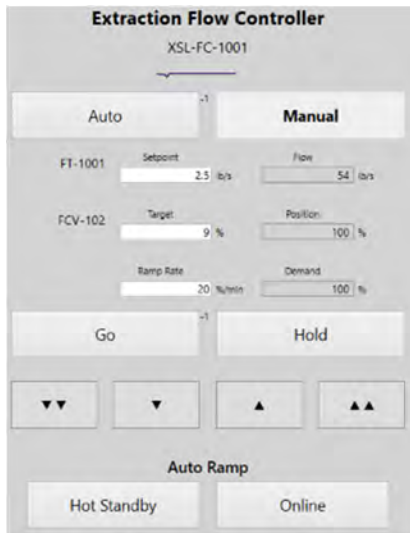 Extraction Flow Controller
XSL-FC-1001
-1
Auto Manual
Setpoint Flow
FT-1001 2.5 lb/s 54 lb/s
Target Position
FCV-102 9 % 100 %
Ramp Rate Demand
20 %/min 100 %
-1
Go Hold
▼▼ ▼ ▲ ▲▲
Auto Ramp
Hot Standby Online